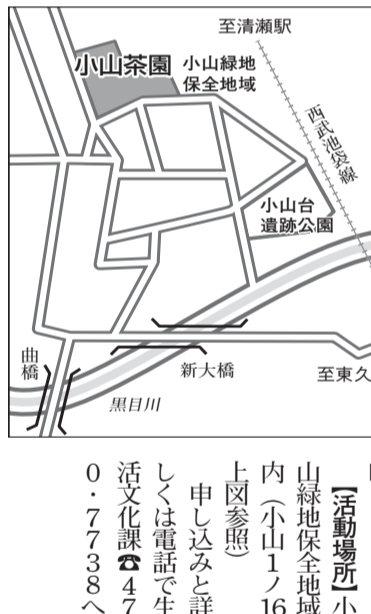 至清瀬駅
小山茶園
小山緑地
保全地域
西武池袋線
小山台
遺跡公園
曲橋
新大橋
至東久
黒目川
【活動場所】小
山緑地保全地域
内（小山1ノ16
上図参照）
申し込みと詳
しくは電話で生
活文化課☎47
0・7738へ